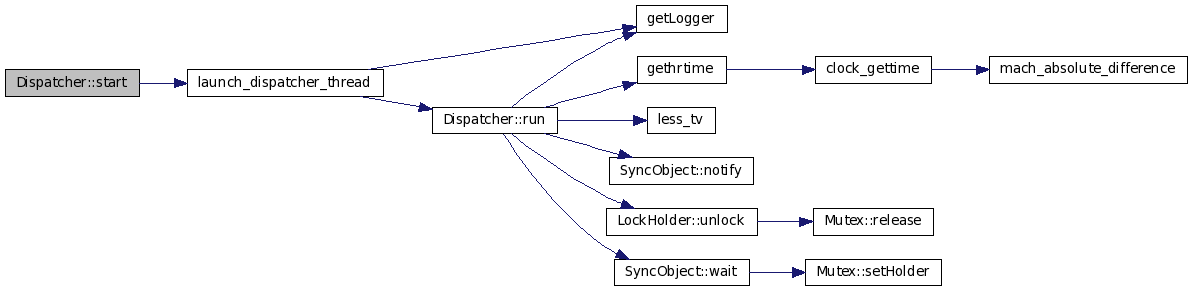 getLogger
Dispatcher::start
launch_dispatcher_thread
gethrtime
clock_gettime
mach_absolute_difference
Dispatcher::run
less_tv
SyncObject::notify
LockHolder::unlock
Mutex::release
SyncObject::wait
Mutex::setHolder